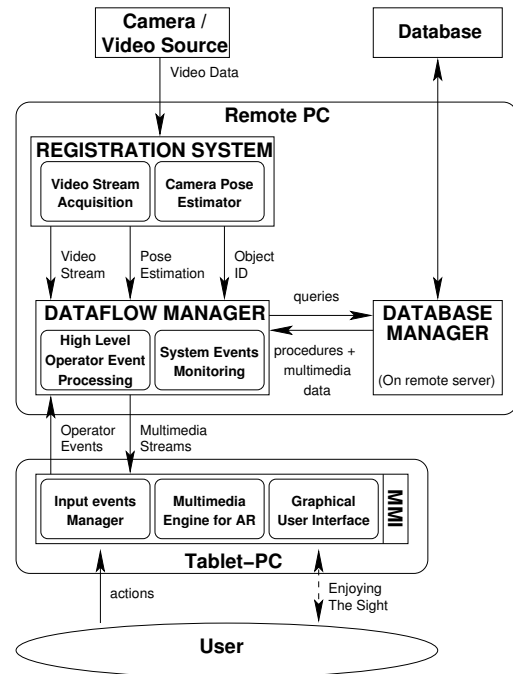 Camera /
Video Source
Database
Video Data
Remote PC
REGISTRATION SYSTEM
Video Stream
Acquisition
Camera Pose
Estimator
Video
Stream
Pose
Estimation
Object
ID
DATAFLOW MANAGER
High Level
Operator Event
Processing
System Events
Monitoring
queries
procedures +
multimedia
data
DATABASE
MANAGER
(On remote server)
Operator
Events
Multimedia
Streams
Input events
Manager
Multimedia
Engine for AR
Graphical
User Interface
MMI
Tablet-PC
actions
Enjoying
The Sight
User